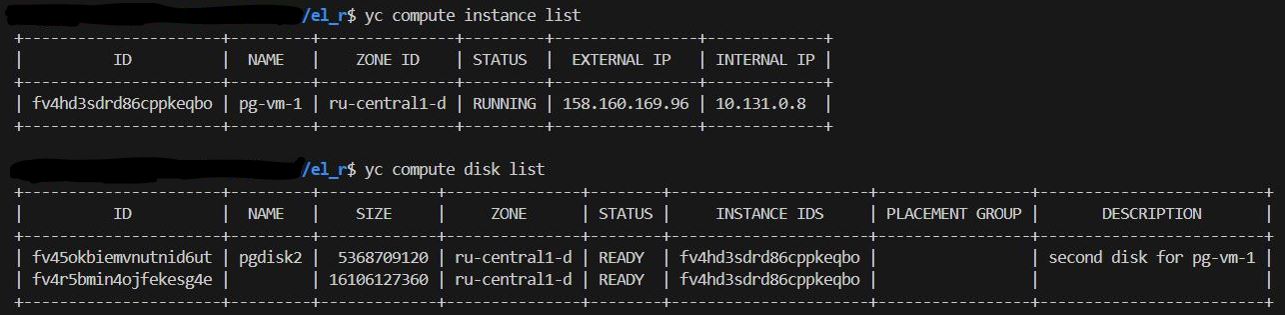 /el_r$ yc compute instance list
+----------------------+---------+---------------+---------+----------------+-------------+
| ID | NAME | ZONE ID | STATUS | EXTERNAL IP | INTERNAL IP |
+----------------------+---------+---------------+---------+----------------+-------------+
| fv4hd3sdrd86cppkeqbo | pg-vm-1 | ru-central1-d | RUNNING | 158.160.169.96 | 10.131.0.8 |
+----------------------+---------+---------------+---------+----------------+-------------+
/el_r$ yc compute disk list
+----------------------+---------+-------------+---------------+--------+----------------------+-----------------+-------------------------+
| ID | NAME | SIZE | ZONE | STATUS | INSTANCE IDS | PLACEMENT GROUP | DESCRIPTION |
+----------------------+---------+-------------+---------------+--------+----------------------+-----------------+-------------------------+
| fv45okbiemvnutnid6ut | pgdisk2 | 5368709120 | ru-central1-d | READY | fv4hd3sdrd86cppkeqbo | | second disk for pg-vm-1 |
| fv4r5bmin4ojfekesg4e | | 16106127360 | ru-central1-d | READY | fv4hd3sdrd86cppkeqbo | | |
+----------------------+---------+-------------+---------------+--------+----------------------+-----------------+-------------------------+